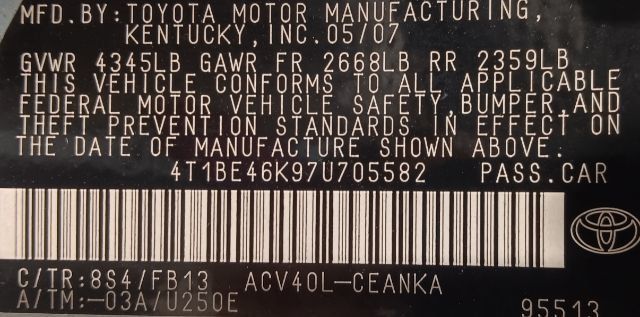 MFD.BY:TOYOTA MOTOR MANUFACTURING,
KENTUCKY,INC.05/07
GVWR 4345LB GAWR FR 2668LB RR 2359LB
THIS VEHICLE CONFORMS TO ALL APPLICABLE
FEDERAL MOTOR VEHICLE SAFETY,BUMPER,AND
THEFT PREVENTION STANDARDS IN EFFECT ON
THE DATE OF MANUFACTURE SHOWN ABOVE.
4T1BE46K97U705582 PASS.CAR
C/TR:8S4/FB13 ACV40L-CEANKA
A/TM:-03A/U250E
95513